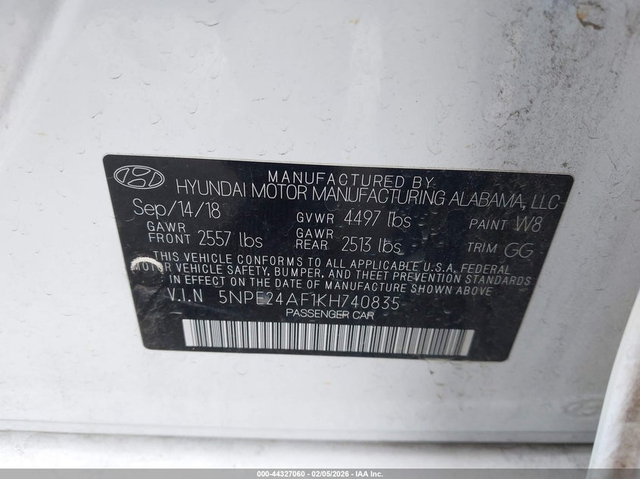 MANUFACTURED BY
HYUNDAI MOTOR MANUFACTURING ALABAMA, LLC
Sep/14/18 GVWR 4497 lbs PAINT W8
GAWR FRONT 2557 lbs GAWR REAR 2513 lbs TRIM GG
THIS VEHICLE CONFORMS TO ALL APPLICABLE U.S.A, FEDERAL
MOTOR VEHICLE SAFETY, BUMPER, AND THEFT PREVENTION STANDARDS
IN EFFECT ON THE DATE OF MANUFACTURE SHOWN ABOVE.
V.I.N 5NPE24AF1KH740835
PASSENGER CAR
000-44327060 - 02/05/2026 - IAA Inc.